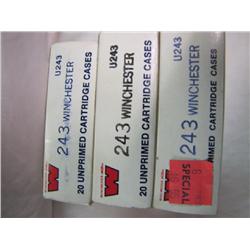 U243
243 WINCHESTER
20 UNPRIMED CARTRIDGE CASES
W
U243
243 WINCHESTER
20 UNPRIMED CARTRIDGE CASES
W
U243
243 WINCHESTER
20 UNPRIMED CARTRIDGE CASES
SPECIAL